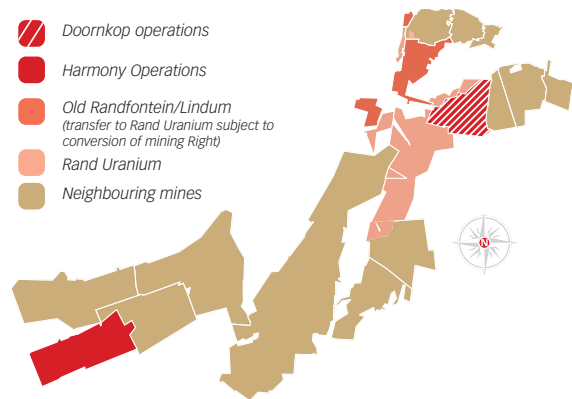 Doornkop operations
Harmony Operations
Old Randfontein/Lindum
(transfer to Rand Uranium subject to
conversion of mining Right)
Rand Uranium
Neighbouring mines
N